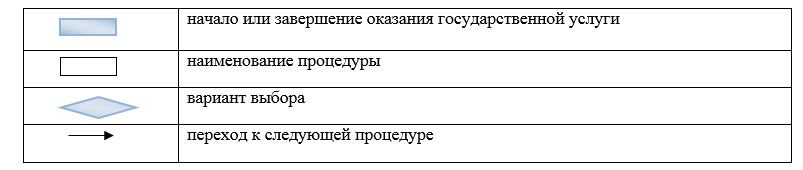 начало или завершение оказания государственной услуги
наименование процедуры
вариант выбора
переход к следующей процедуре